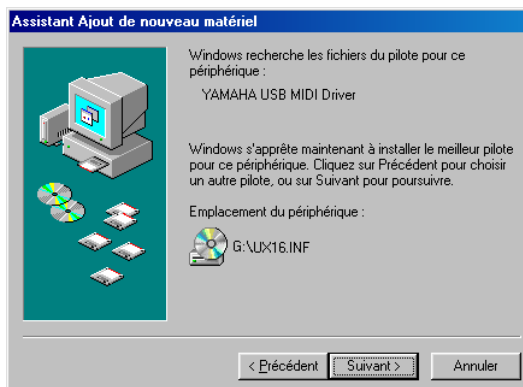 Assistant Ajout de nouveau matériel
Windows recherche les fichiers du pilote pour ce
périphérique :
YAMAHA USB MIDI Driver
Windows s'apprête maintenant à installer le meilleur pilote
pour ce périphérique. Cliquez sur Précédent pour choisir
un autre pilote, ou sur Suivant pour poursuivre.
Emplacement du périphérique :
G:\UX16.INF
< Précédent
Suivant >
Annuler